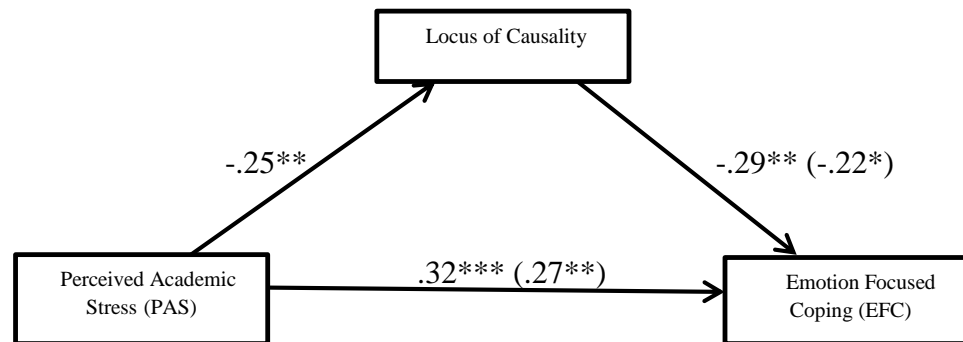 Locus of Causality
-.25**
-.29** (-.22*)
Perceived Academic
Stress (PAS)
.32*** (.27**)
Emotion Focused
Coping (EFC)